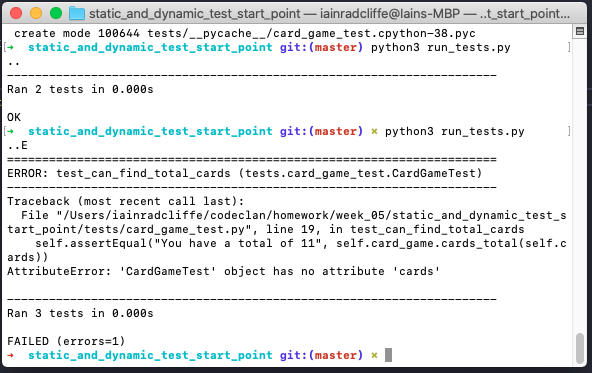 static_and_dynamic_test_start_point — iainradcliffe@Iains-MBP — ..t_start_point...
create mode 100644 tests/__pycache__/card_game_test.cpython-38.pyc
[➜  static_and_dynamic_test_start_point git:(master) python3 run_tests.py ]
..
----------------------------------------------------------------------
Ran 2 tests in 0.000s
OK
[➜  static_and_dynamic_test_start_point git:(master) × python3 run_tests.py ]
..E
======================================================================
ERROR: test_can_find_total_cards (tests.card_game_test.CardGameTest)
----------------------------------------------------------------------
Traceback (most recent call last):
File "/Users/iainradcliffe/codeclan/homework/week_05/static_and_dynamic_test_s
tart_point/tests/card_game_test.py", line 19, in test_can_find_total_cards
self.assertEqual("You have a total of 11", self.card_game.cards_total(self.c
ards))
AttributeError: 'CardGameTest' object has no attribute 'cards'
----------------------------------------------------------------------
Ran 3 tests in 0.000s
FAILED (errors=1)
➜  static_and_dynamic_test_start_point git:(master) ×